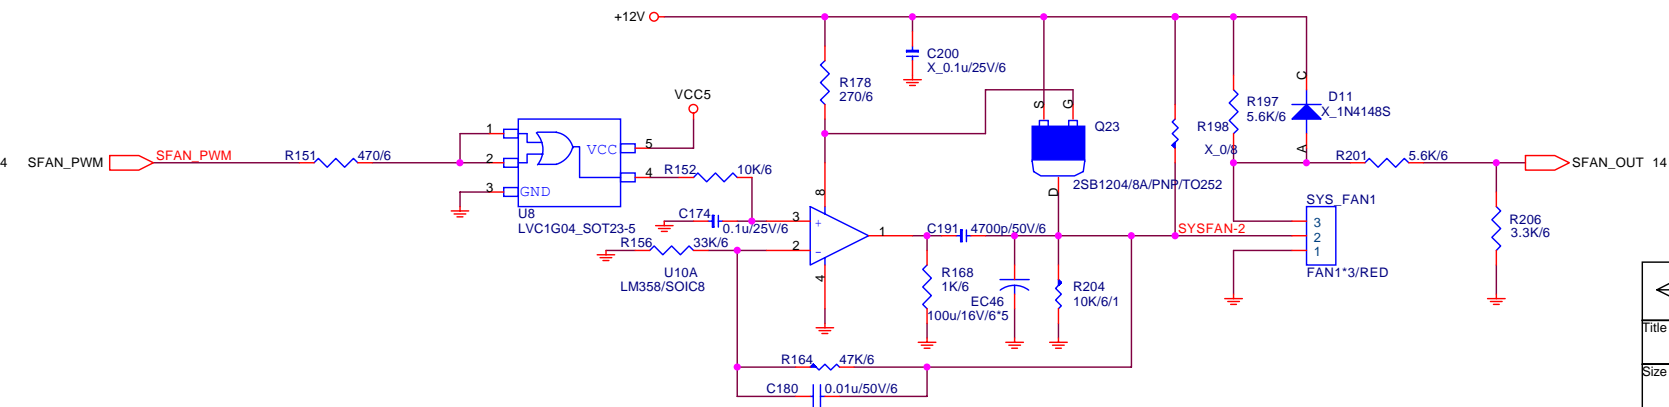 +12V
C200
X_0.1u/25V/6
R178
270/6
VCC5
S
G
Q23
2SB1204/8A/PNP/TO252
D
R198
X_0/8
R197
5.6K/6
C
D11
X_1N4148S
A
4
SFAN_PWM
SFAN_PWM
R151
470/6
1
2
3
GND
VCC
5
4
U8
LVC1G04_SOT23-5
R152
10K/6
C174
0.1u/25V/6
R156
33K/6
U10A
LM358/SOIC8
3
+
2
-
8
4
1
C191
4700p/50V/6
R168
1K/6
EC46
100u/16V/6*5
R204
10K/6/1
SYSFAN-2
R201
5.6K/6
SFAN_OUT
14
SYS_FAN1
3
2
1
FAN1*3/RED
R206
3.3K/6
R164
47K/6
C180
0.01u/50V/6
Title
Size